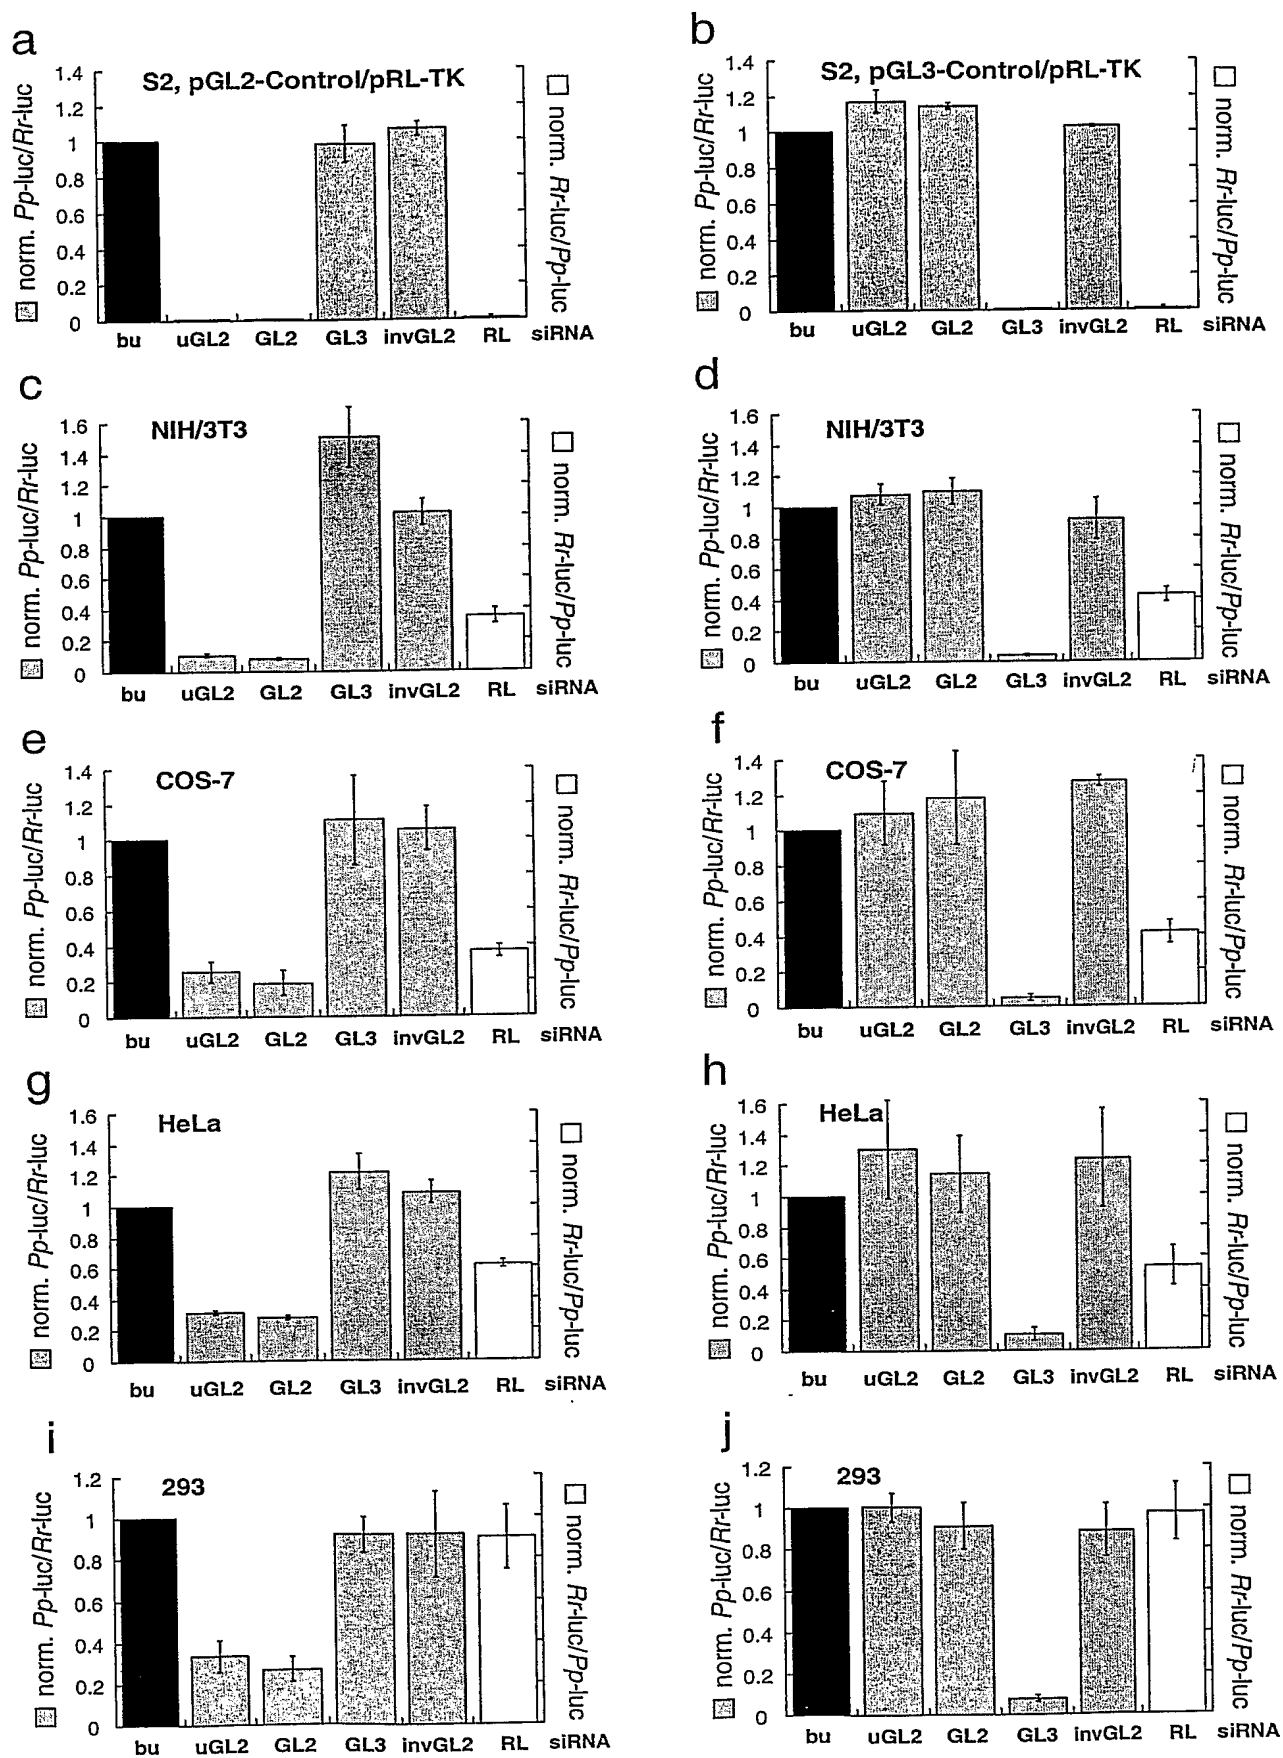 a
S2, pGL2-Control/pRL-TK
norm. Pp-luc/Rr-luc
1.4
1.2
1
0.8
0.6
0.4
0.2
0
norm. Rr-luc/Pp-luc
bu uGL2 GL2 GL3 invGL2 RL siRNA
b
S2, pGL3-Control/pRL-TK
norm. Pp-luc/Rr-luc
1.4
1.2
1
0.8
0.6
0.4
0.2
0
norm. Rr-luc/Pp-luc
bu uGL2 GL2 GL3 invGL2 RL siRNA
c
NIH/3T3
norm. Pp-luc/Rr-luc
1.6
1.4
1.2
1
0.8
0.6
0.4
0.2
0
norm. Rr-luc/Pp-luc
bu uGL2 GL2 GL3 invGL2 RL siRNA
d
NIH/3T3
norm. Pp-luc/Rr-luc
1.6
1.4
1.2
1
0.8
0.6
0.4
0.2
0
norm. Rr-luc/Pp-luc
bu uGL2 GL2 GL3 invGL2 RL siRNA
e
COS-7
norm. Pp-luc/Rr-luc
1.4
1.2
1
0.8
0.6
0.4
0.2
0
norm. Rr-luc/Pp-luc
bu uGL2 GL2 GL3 invGL2 RL siRNA
f
COS-7
norm. Pp-luc/Rr-luc
1.4
1.2
1
0.8
0.6
0.4
0.2
0
norm. Rr-luc/Pp-luc
bu uGL2 GL2 GL3 invGL2 RL siRNA
g
HeLa
norm. Pp-luc/Rr-luc
1.6
1.4
1.2
1
0.8
0.6
0.4
0.2
0
norm. Rr-luc/Pp-luc
bu uGL2 GL2 GL3 invGL2 RL siRNA
h
HeLa
norm. Pp-luc/Rr-luc
1.6
1.4
1.2
1
0.8
0.6
0.4
0.2
0
norm. Rr-luc/Pp-luc
bu uGL2 GL2 GL3 invGL2 RL siRNA
i
293
norm. Pp-luc/Rr-luc
1.2
1
0.8
0.6
0.4
0.2
0
norm. Rr-luc/Pp-luc
bu uGL2 GL2 GL3 invGL2 RL siRNA
j
293
norm. Pp-luc/Rr-luc
1.2
1
0.8
0.6
0.4
0.2
0
norm. Rr-luc/Pp-luc
bu uGL2 GL2 GL3 invGL2 RL siRNA